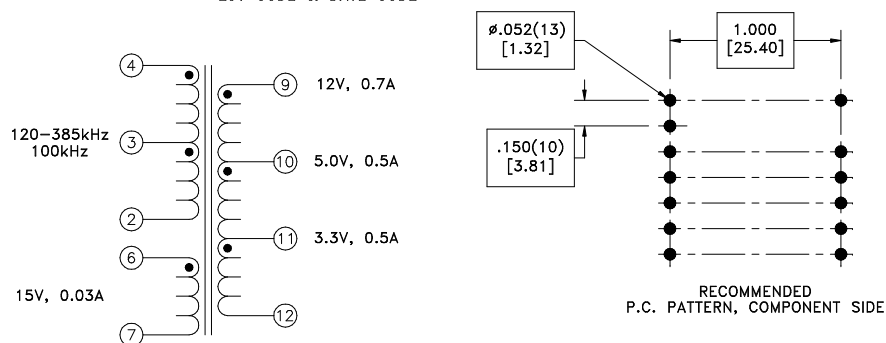 4
9
12V, 0.7A
120-385kHz
100kHz
3
10
5.0V, 0.5A
2
11
3.3V, 0.5A
6
15V, 0.03A
7
12
ø.052(13)
[1.32]
1.000
[25.40]
.150(10)
[3.81]
RECOMMENDED
P.C. PATTERN, COMPONENT SIDE